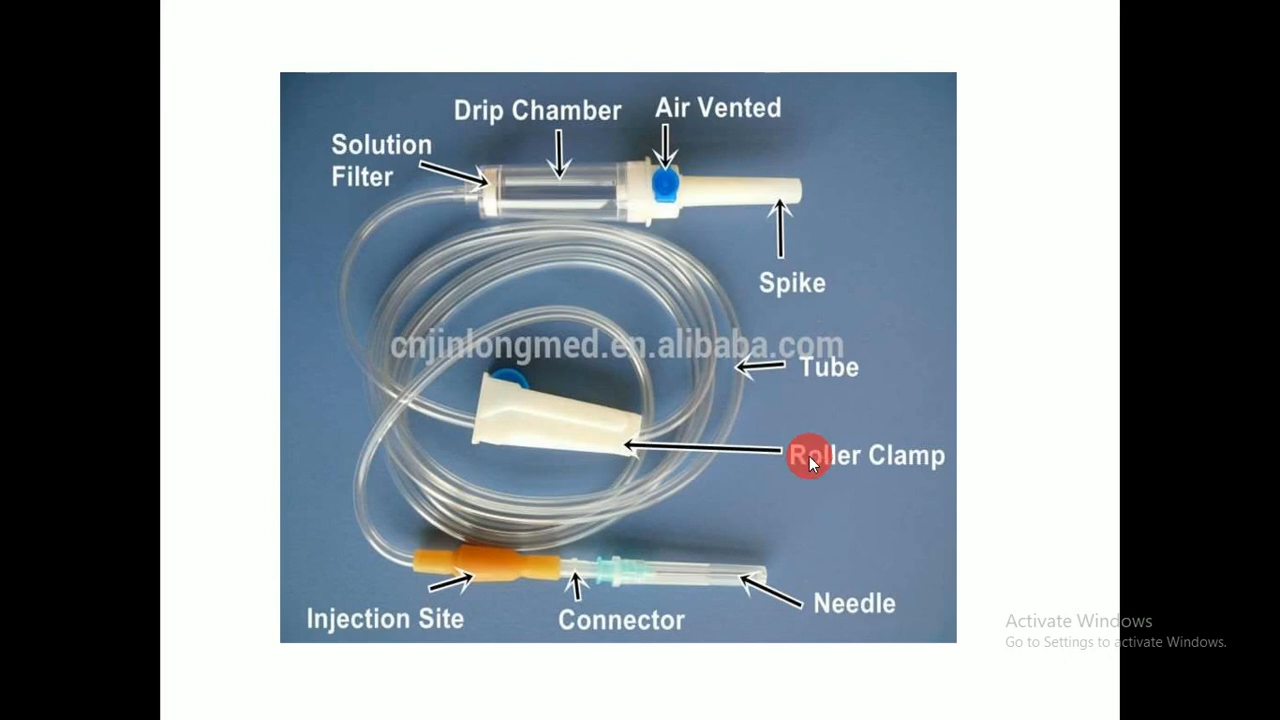 Drip Chamber
Air Vented
Solution
Filter
Spike
cnjinlongmed.en.alibaba.com
Tube
Roller Clamp
Needle
Injection Site
Connector
Activate Windows
Go to Settings to activate Windows.